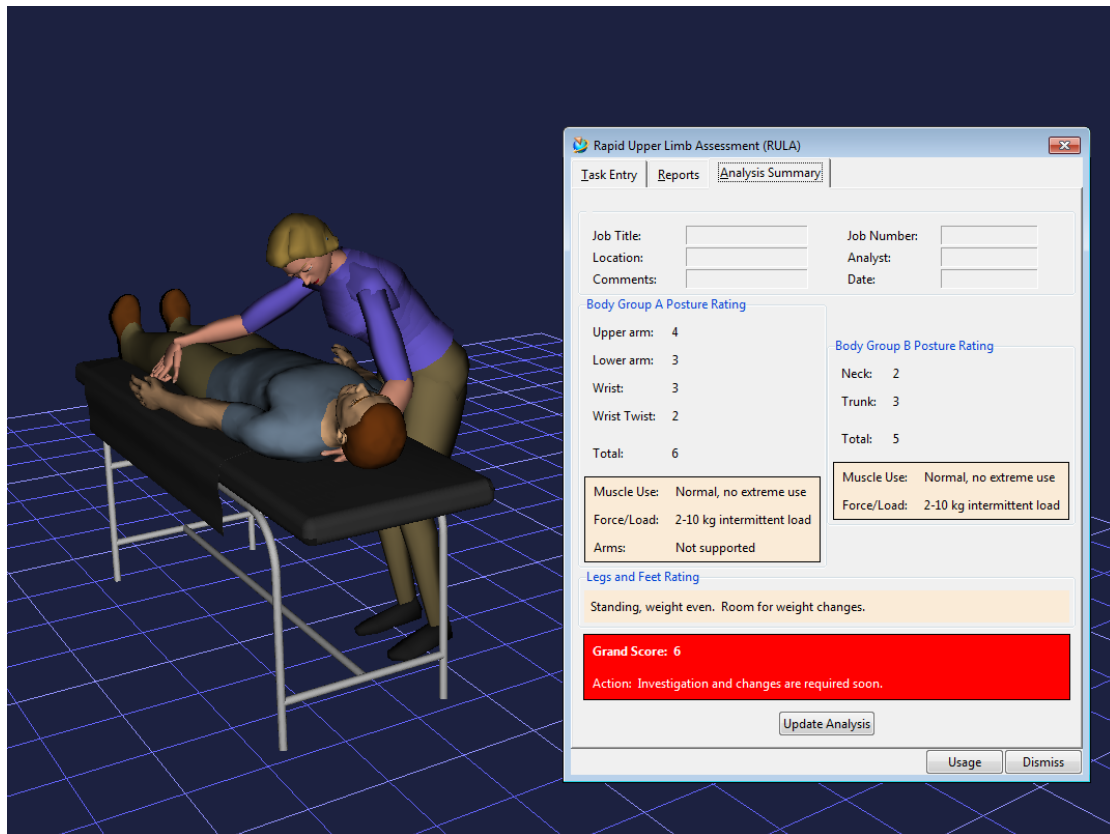 Rapid Upper Limb Assessment (RULA)
Task Entry Reports Analysis Summary
Job Title: Job Number:
Location: Analyst:
Comments: Date:
Body Group A Posture Rating
Upper arm: 4
Lower arm: 3
Wrist: 3
Wrist Twist: 2
Total: 6
Muscle Use: Normal, no extreme use
Force/Load: 2-10 kg intermittent load
Arms: Not supported
Body Group B Posture Rating
Neck: 2
Trunk: 3
Total: 5
Muscle Use: Normal, no extreme use
Force/Load: 2-10 kg intermittent load
Legs and Feet Rating
Standing, weight even. Room for weight changes.
Grand Score: 6
Action: Investigation and changes are required soon.
Update Analysis
Usage Dismiss